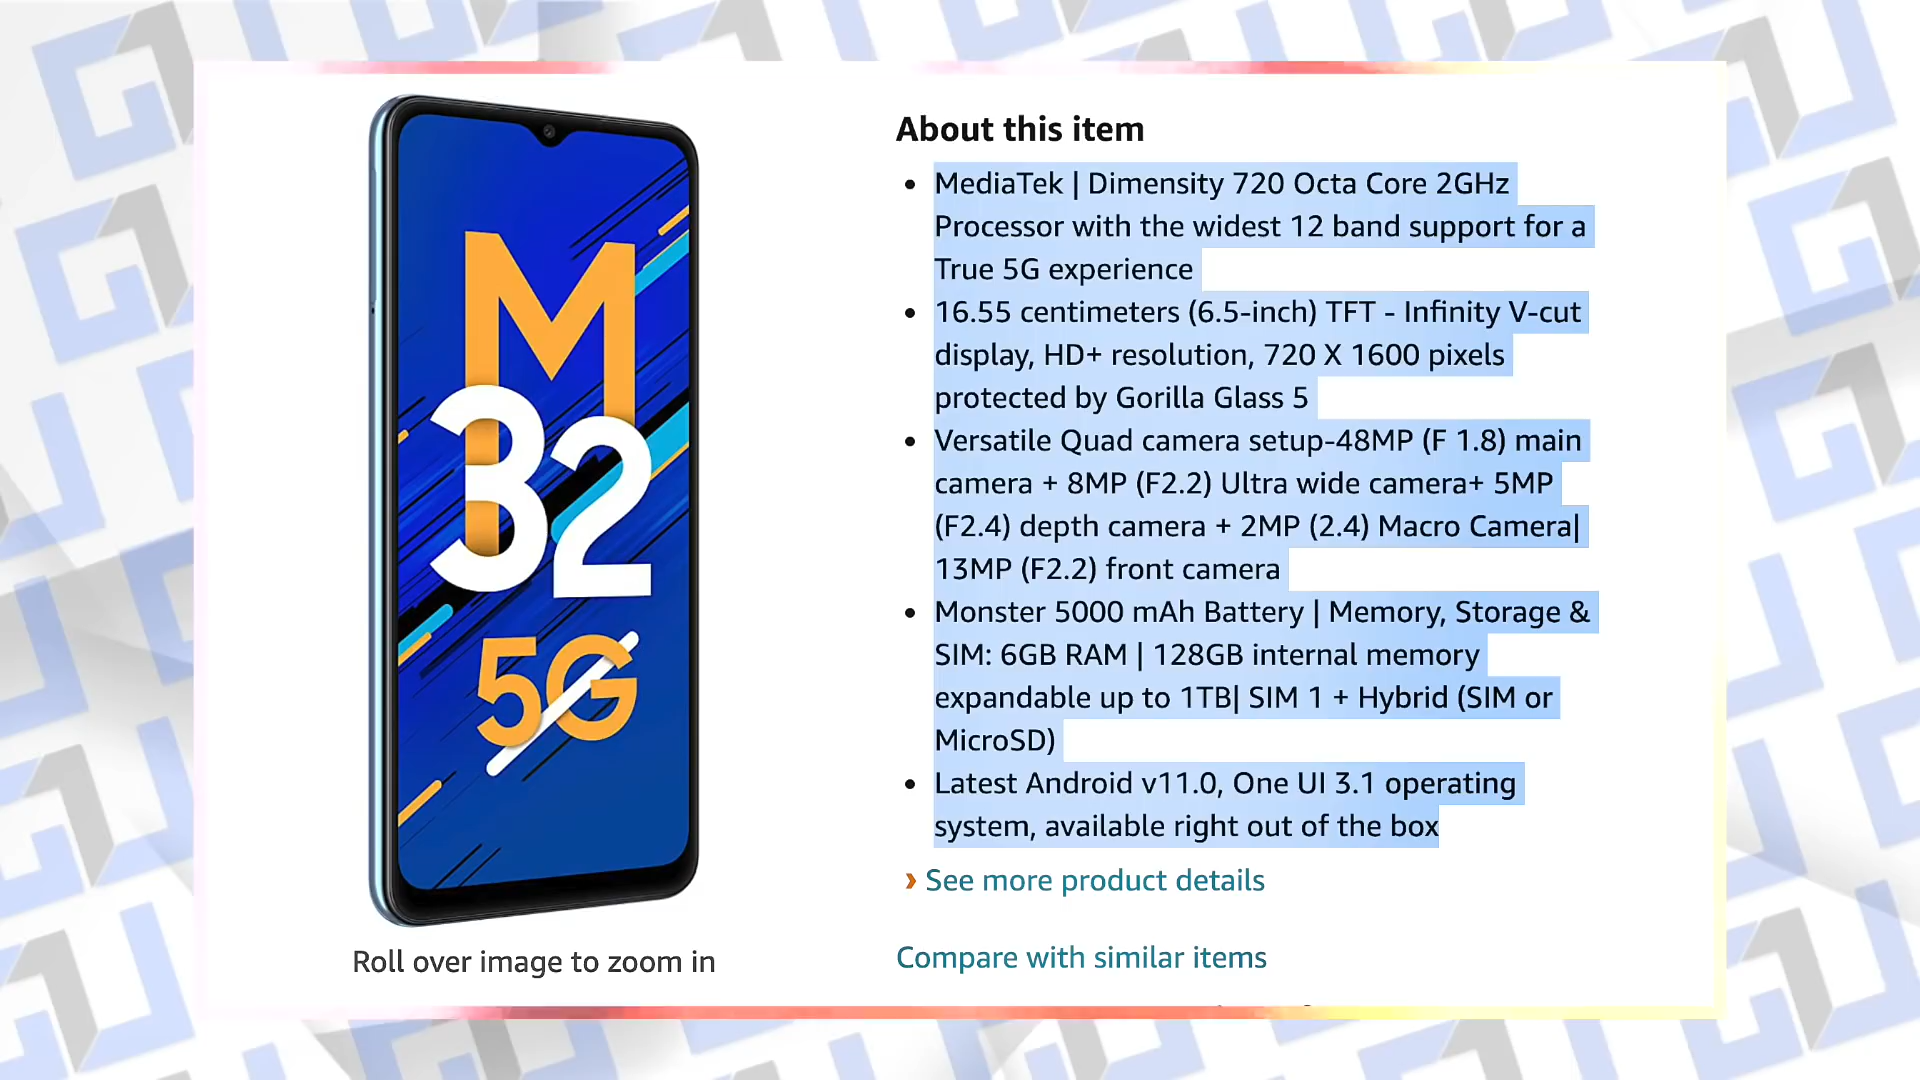 M
32
5G
Roll over image to zoom in
About this item
MediaTek | Dimensity 720 Octa Core 2GHz
Processor with the widest 12 band support for a
True 5G experience
16.55 centimeters (6.5-inch) TFT - Infinity V-cut
display, HD+ resolution, 720 X 1600 pixels
protected by Gorilla Glass 5
Versatile Quad camera setup-48MP (F 1.8) main
camera + 8MP (F2.2) Ultra wide camera+ 5MP
(F2.4) depth camera + 2MP (2.4) Macro Camera|
13MP (F2.2) front camera
Monster 5000 mAh Battery | Memory, Storage &
SIM: 6GB RAM | 128GB internal memory
expandable up to 1TB| SIM 1 + Hybrid (SIM or
MicroSD)
Latest Android v11.0, One UI 3.1 operating
system, available right out of the box
› See more product details
Compare with similar items